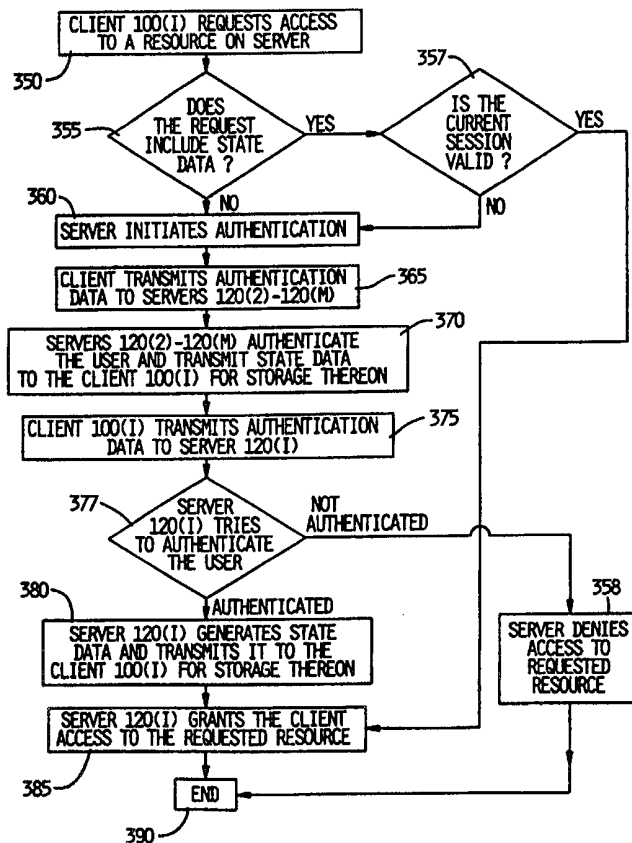 CLIENT 100(I) REQUESTS ACCESS
TO A RESOURCE ON SERVER
350
357
DOES
THE REQUEST
INCLUDE STATE
DATA ?
355
YES
IS THE
CURRENT
SESSION
VALID ?
YES
NO
NO
360
SERVER INITIATES AUTHENTICATION
CLIENT TRANSMITS AUTHENTICATION
DATA TO SERVERS 120(2)-120(M)
365
370
SERVERS 120(2)-120(M) AUTHENTICATE
THE USER AND TRANSMIT STATE DATA
TO THE CLIENT 100(I) FOR STORAGE THEREON
CLIENT 100(I) TRANSMITS AUTHENTICATION
DATA TO SERVER 120(I)
375
377
SERVER
120(I) TRIES
TO AUTHENTICATE
THE USER
NOT
AUTHENTICATED
AUTHENTICATED
380
SERVER 120(I) GENERATES STATE
DATA AND TRANSMITS IT TO THE
CLIENT 100(I) FOR STORAGE THEREON
358
SERVER DENIES
ACCESS TO
REQUESTED
RESOURCE
SERVER 120(I) GRANTS THE CLIENT
ACCESS TO THE REQUESTED RESOURCE
385
END
390